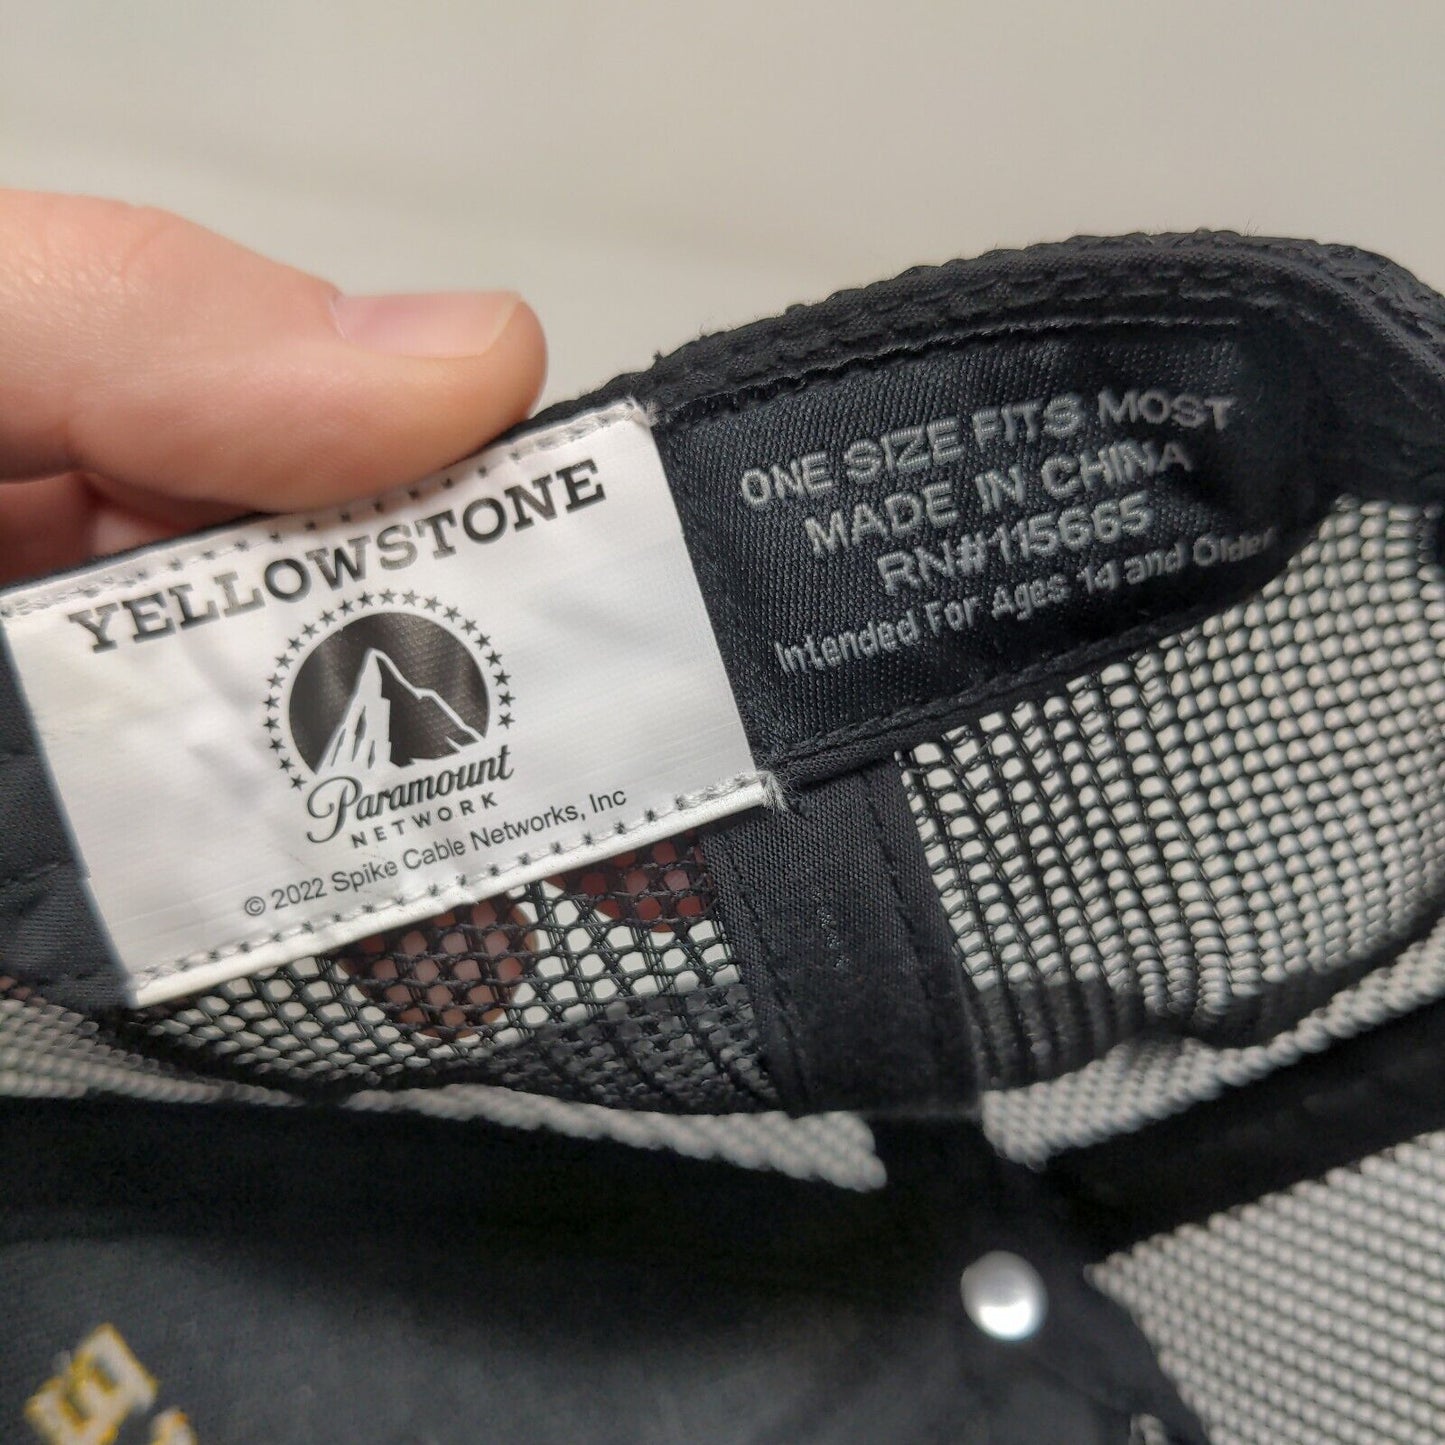 YELLOWSTONE
Paramount
NETWORK
© 2022 Spike Cable Networks, Inc
ONE SIZE FITS MOST
MADE IN CHINA
RN#115665
Intended For Ages 14 and Older